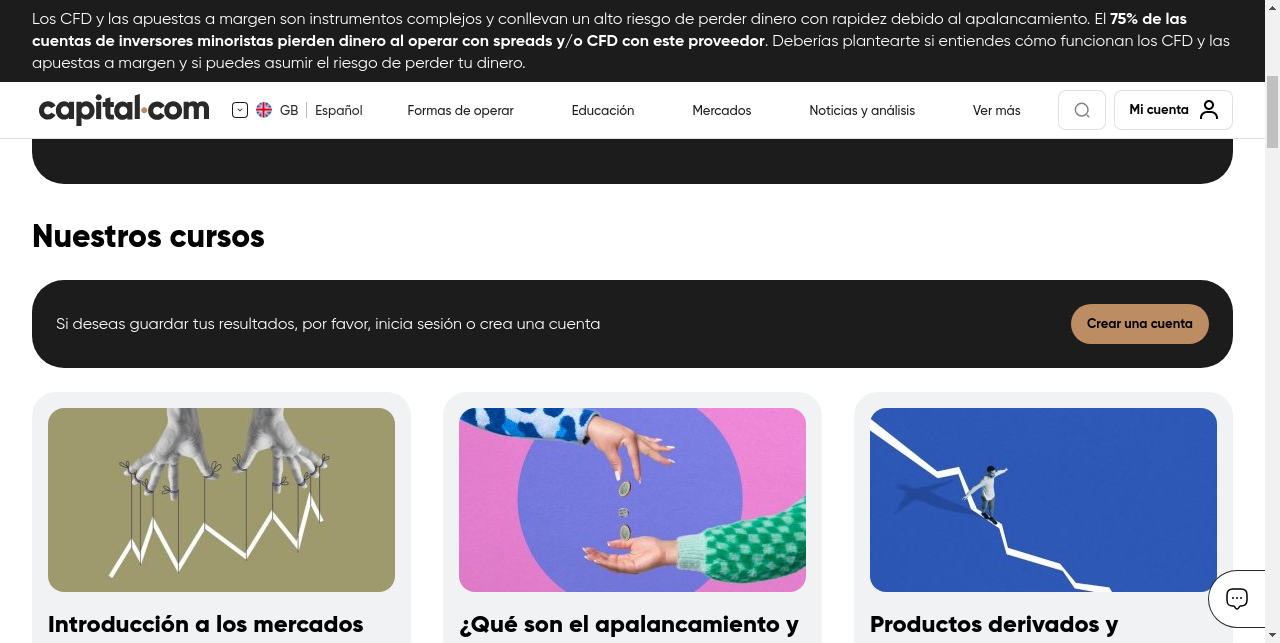 Los CFD y las apuestas a margen son instrumentos complejos y conllevan un alto riesgo de perder dinero con rapidez debido al apalancamiento. El 75% de las
cuentas de inversores minoristas pierden dinero al operar con spreads y/o CFD con este proveedor. Deberías plantearte si entiendes cómo funcionan los CFD y las
apuestas a margen y si puedes asumir el riesgo de perder tu dinero.
capital.com GB Español Formas de operar Educación Mercados Noticias y análisis Ver más Mi cuenta
Nuestros cursos
Si deseas guardar tus resultados, por favor, inicia sesión o crea una cuenta Crear una cuenta
Introducción a los mercados
¿Qué son el apalancamiento y
Productos derivados y